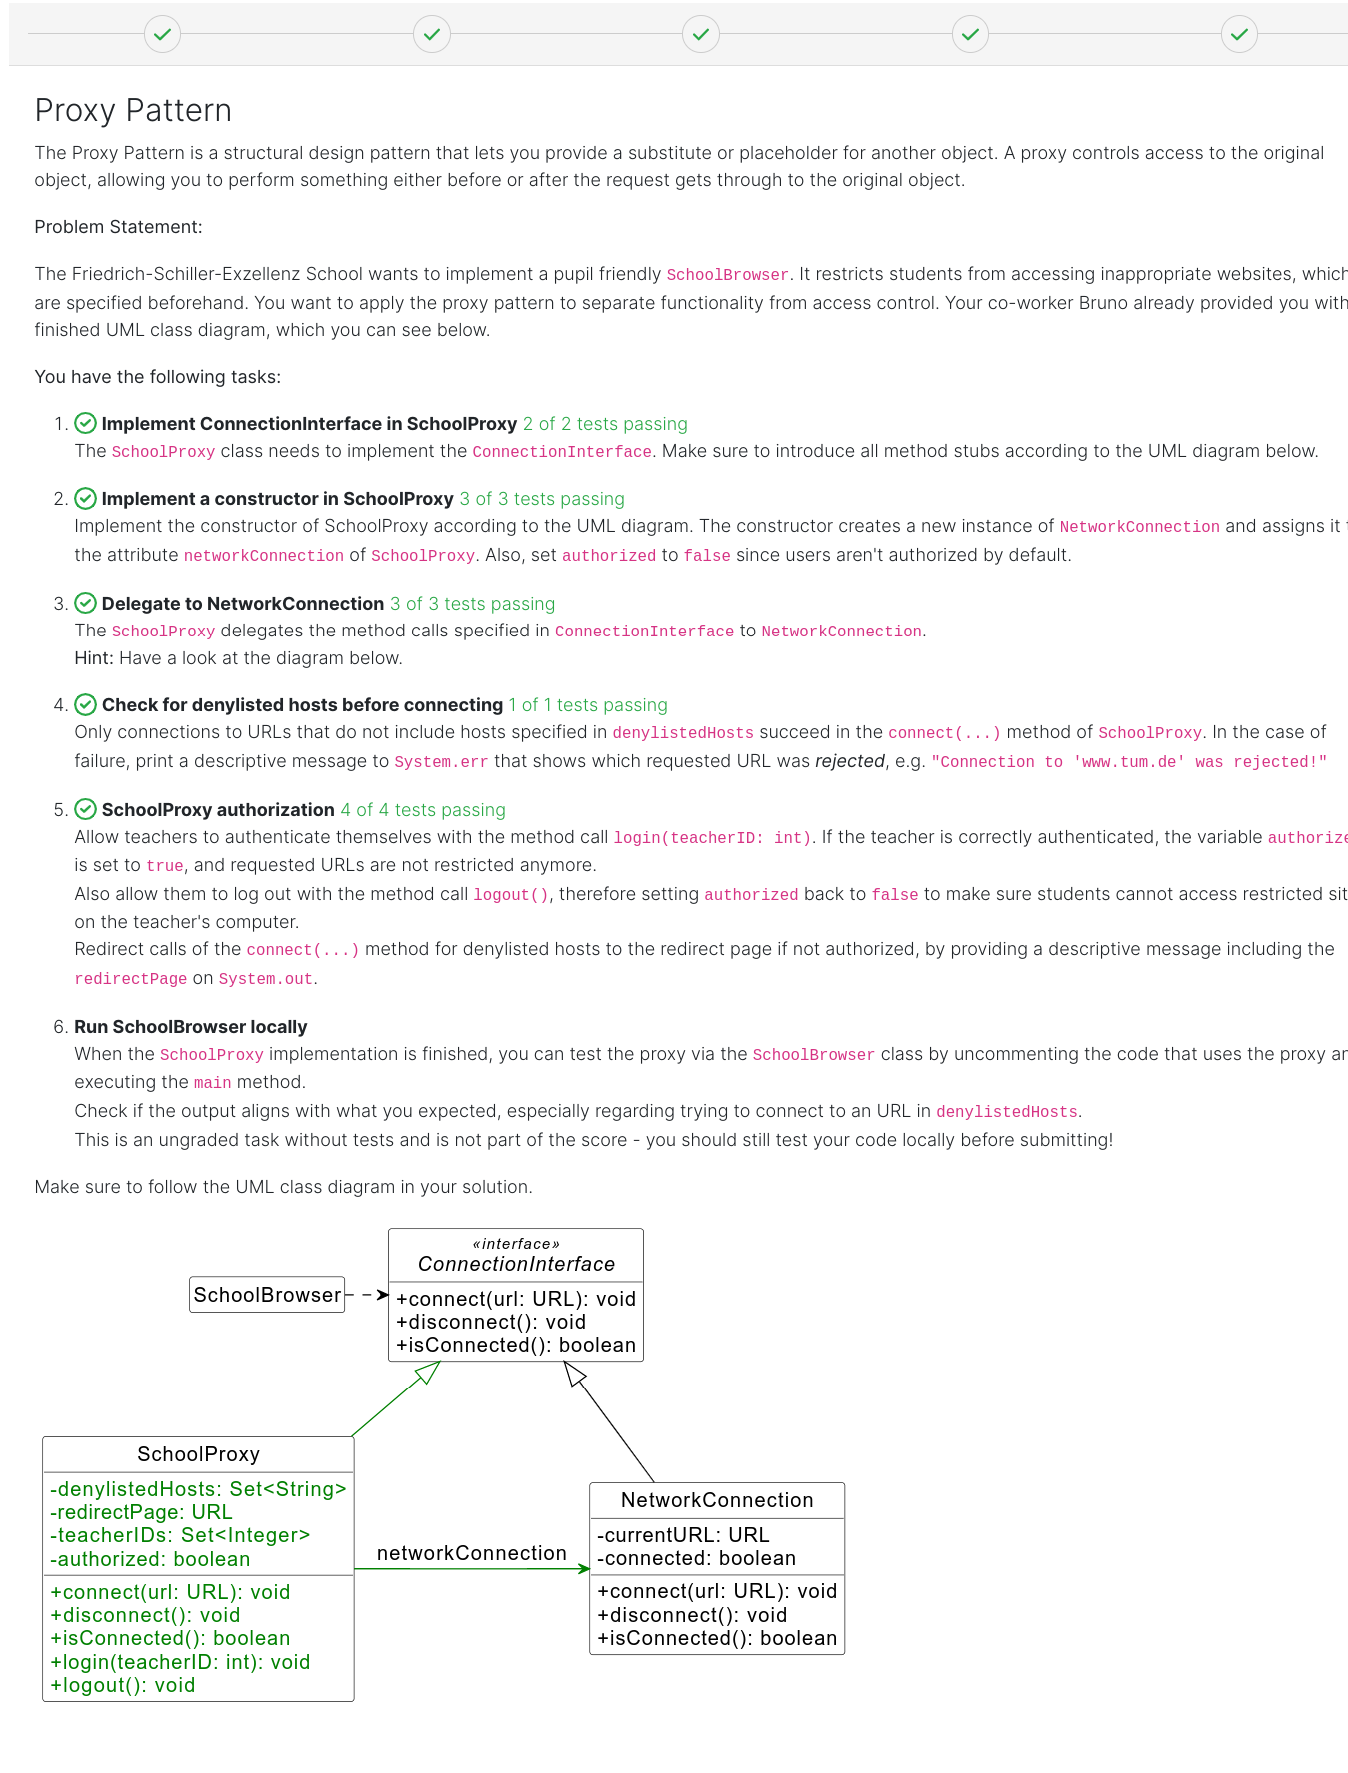 Proxy Pattern
The Proxy Pattern is a structural design pattern that lets you provide a substitute or placeholder for another object. A proxy controls access to the original
object, allowing you to perform something either before or after the request gets through to the original object.
Problem Statement:
The Friedrich-Schiller-Exzellenz School wants to implement a pupil friendly SchoolBrowser. It restricts students from accessing inappropriate websites, which
are specified beforehand. You want to apply the proxy pattern to separate functionality from access control. Your co-worker Bruno already provided you with
finished UML class diagram, which you can see below.
You have the following tasks:
1. Implement ConnectionInterface in SchoolProxy 2 of 2 tests passing
The SchoolProxy class needs to implement the ConnectionInterface. Make sure to introduce all method stubs according to the UML diagram below.
2. Implement a constructor in SchoolProxy 3 of 3 tests passing
Implement the constructor of SchoolProxy according to the UML diagram. The constructor creates a new instance of NetworkConnection and assigns it
the attribute networkConnection of SchoolProxy. Also, set authorized to false since users aren't authorized by default.
3. Delegate to NetworkConnection 3 of 3 tests passing
The SchoolProxy delegates the method calls specified in ConnectionInterface to NetworkConnection.
Hint: Have a look at the diagram below.
4. Check for denylisted hosts before connecting 1 of 1 tests passing
Only connections to URLs that do not include hosts specified in denylistedHosts succeed in the connect(...) method of SchoolProxy. In the case of
failure, print a descriptive message to System.err that shows which requested URL was rejected, e.g. "Connection to 'www.tum.de' was rejected!"
5. SchoolProxy authorization 4 of 4 tests passing
Allow teachers to authenticate themselves with the method call login(teacherID: int). If the teacher is correctly authenticated, the variable authorize
is set to true, and requested URLs are not restricted anymore.
Also allow them to log out with the method call logout(), therefore setting authorized back to false to make sure students cannot access restricted sit
on the teacher's computer.
Redirect calls of the connect(...) method for denylisted hosts to the redirect page if not authorized, by providing a descriptive message including the
redirectPage on System.out.
6. Run SchoolBrowser locally
When the SchoolProxy implementation is finished, you can test the proxy via the SchoolBrowser class by uncommenting the code that uses the proxy an
executing the main method.
Check if the output aligns with what you expected, especially regarding trying to connect to an URL in denylistedHosts.
This is an ungraded task without tests and is not part of the score - you should still test your code locally before submitting!
Make sure to follow the UML class diagram in your solution.
«interface»
ConnectionInterface
+connect(url: URL): void
+disconnect(): void
+isConnected(): boolean
SchoolBrowser
SchoolProxy
-denylistedHosts: Set<String>
-redirectPage: URL
-teacherIDs: Set<Integer>
-authorized: boolean
+connect(url: URL): void
+disconnect(): void
+isConnected(): boolean
+login(teacherID: int): void
+logout(): void
networkConnection
NetworkConnection
-currentURL: URL
-connected: boolean
+connect(url: URL): void
+disconnect(): void
+isConnected(): boolean